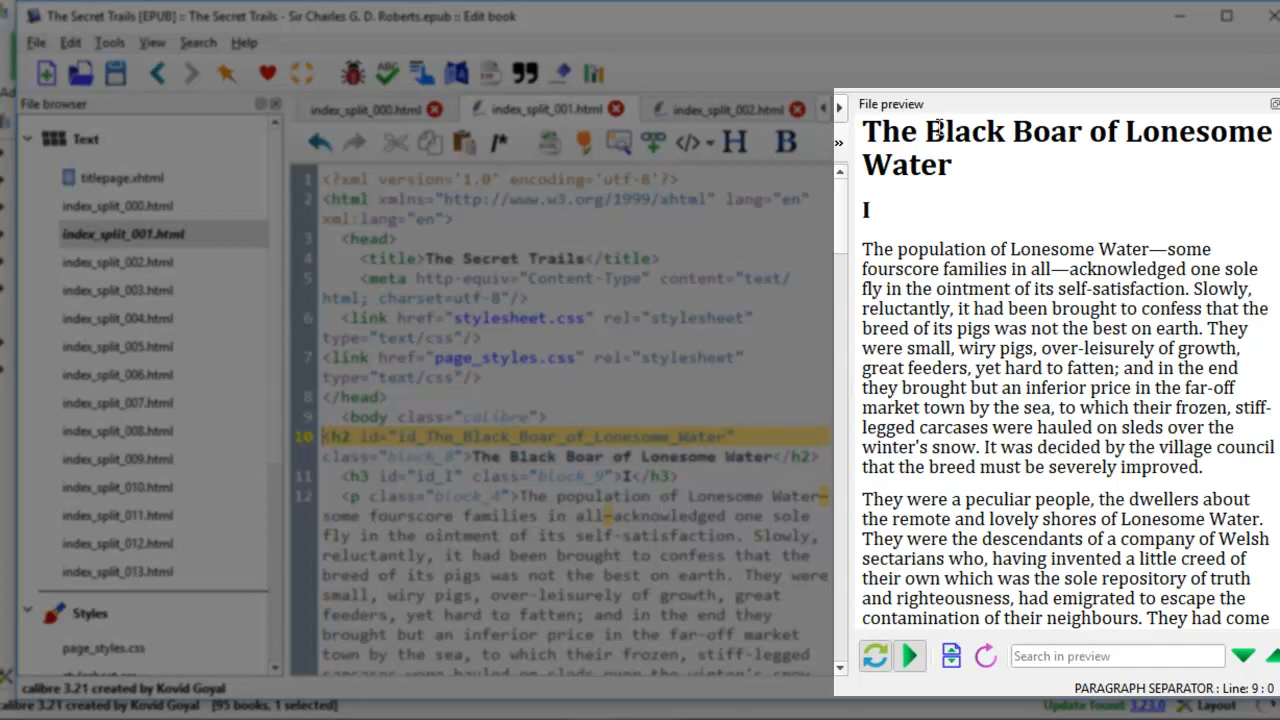 The Secret Trails [EPUB] :: The Secret Trails - Sir Charles G. D. Roberts.epub :: Edit book
File Edit Tools View Search Help
File browser
Text
titlepage.xhtml
index_split_000.html
index_split_001.html
index_split_002.html
index_split_003.html
index_split_004.html
index_split_005.html
index_split_006.html
index_split_007.html
index_split_008.html
index_split_009.html
index_split_010.html
index_split_011.html
index_split_012.html
index_split_013.html
Styles
page_styles.css
index_split_000.html index_split_001.html index_split_002.html
H B
1 <?xml version='1.0' encoding='utf-8'?>
2 <html xmlns="http://www.w3.org/1999/xhtml" lang="en"
xml:lang="en">
3 <head>
4 <title>The Secret Trails</title>
5 <meta http-equiv="Content-Type" content="text/
html; charset=utf-8"/>
6 <link href="stylesheet.css" rel="stylesheet"
type="text/css"/>
7 <link href="page_styles.css" rel="stylesheet"
type="text/css"/>
8 </head>
9 <body class="calibre">
10 <h2 id="id_The_Black_Boar_of_Lonesome_Water"
class="block_8">The Black Boar of Lonesome Water</h2>
11 <h3 id="id_I" class="block_9">I</h3>
12 <p class="block_4">The population of Lonesome Water—
some fourscore families in all—acknowledged one sole
fly in the ointment of its self-satisfaction. Slowly,
reluctantly, it had been brought to confess that the
breed of its pigs was not the best on earth. They were
small, wiry pigs, over-leisurely of growth, great
feeders, yet hard to fatten; and in the end they
brought but an inferior price in the far-off market
town by the sea, to which their frozen, stiff-legged
File preview
The Black Boar of Lonesome
Water
I
The population of Lonesome Water—some
fourscore families in all—acknowledged one sole
fly in the ointment of its self-satisfaction. Slowly,
reluctantly, it had been brought to confess that the
breed of its pigs was not the best on earth. They
were small, wiry pigs, over-leisurely of growth,
great feeders, yet hard to fatten; and in the end
they brought but an inferior price in the far-off
market town by the sea, to which their frozen, stiff-
legged carcases were hauled on sleds over the
winter's snow. It was decided by the village council
that the breed must be severely improved.
They were a peculiar people, the dwellers about
the remote and lovely shores of Lonesome Water.
They were the descendants of a company of Welsh
sectarians who, having invented a little creed of
their own which was the sole repository of truth
and righteousness, had emigrated to escape the
contamination of their neighbours. They had come
Search in preview
calibre 3.21 created by Kovid Goyal
PARAGRAPH SEPARATOR : Line: 9 : 0
calibre 3.21 created by Kovid Goyal [95 books, 1 selected]
Update found: 3.23.0 Layout